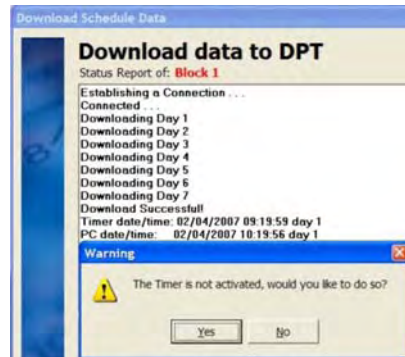 Download Schedule Data
Download data to DPT
Status Report of: Block 1
Establishing a Connection . . .
Connected . . .
Downloading Day 1
Downloading Day 2
Downloading Day 3
Downloading Day 4
Downloading Day 5
Downloading Day 6
Downloading Day 7
Download Successful!
Timer date/time: 02/04/2007 09:19:59 day 1
PC date/time: 02/04/2007 10:19:56 day 1
Warning
The Timer is not activated, would you like to do so?
Yes No